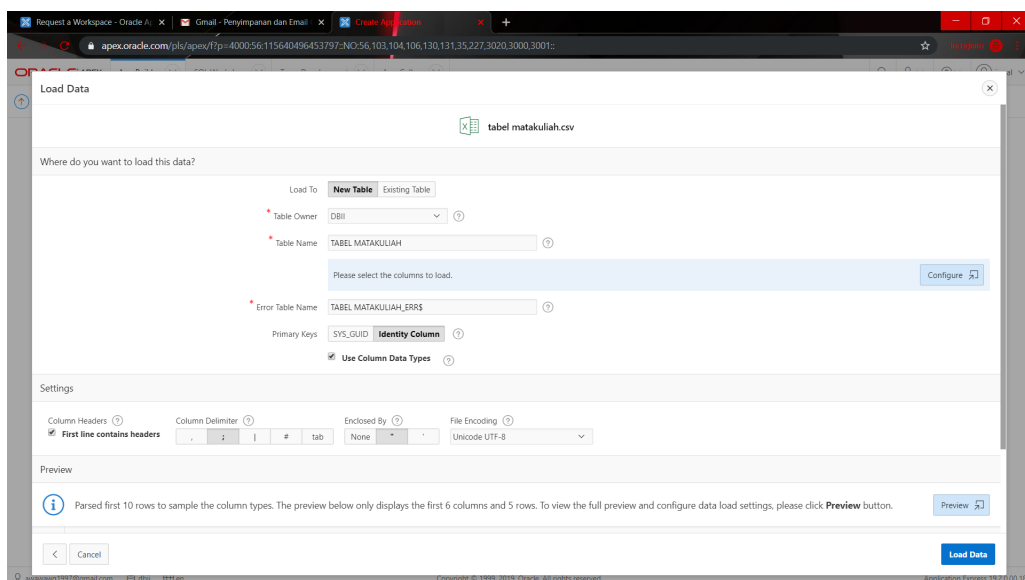 Request a Workspace - Oracle Ap
Gmail - Penyimpanan dan Email
Create Application
apex.oracle.com/pls/apex/f?p=4000:56:115640496453797::NO:56,103,104,106,130,131,35,227,3020,3000,3001::
Incognito
Load Data
tabel matakuliah.csv
Where do you want to load this data?
Load To New Table Existing Table
* Table Owner DBII ?
* Table Name TABEL MATAKULIAH ?
Please select the columns to load. Configure
* Error Table Name TABEL MATAKULIAH_ERR$ ?
Primary Keys SYS_GUID Identity Column ?
Use Column Data Types ?
Settings
Column Headers ? Column Delimiter ? Enclosed By ? File Encoding ?
First line contains headers , ; | # tab None " ' Unicode UTF-8
Preview
Parsed first 10 rows to sample the column types. The preview below only displays the first 6 columns and 5 rows. To view the full preview and configure data load settings, please click Preview button. Preview
Cancel Load Data
Copyright © 1999, 2019, Oracle. All rights reserved.